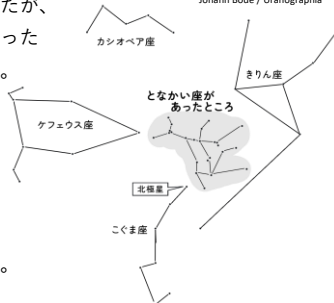 たが、
った
。
Johann Bode / Uranographia
カシオペア座
きりん座
となかい座が
あったところ
ケフェウス座
北極星
こぐま座
。